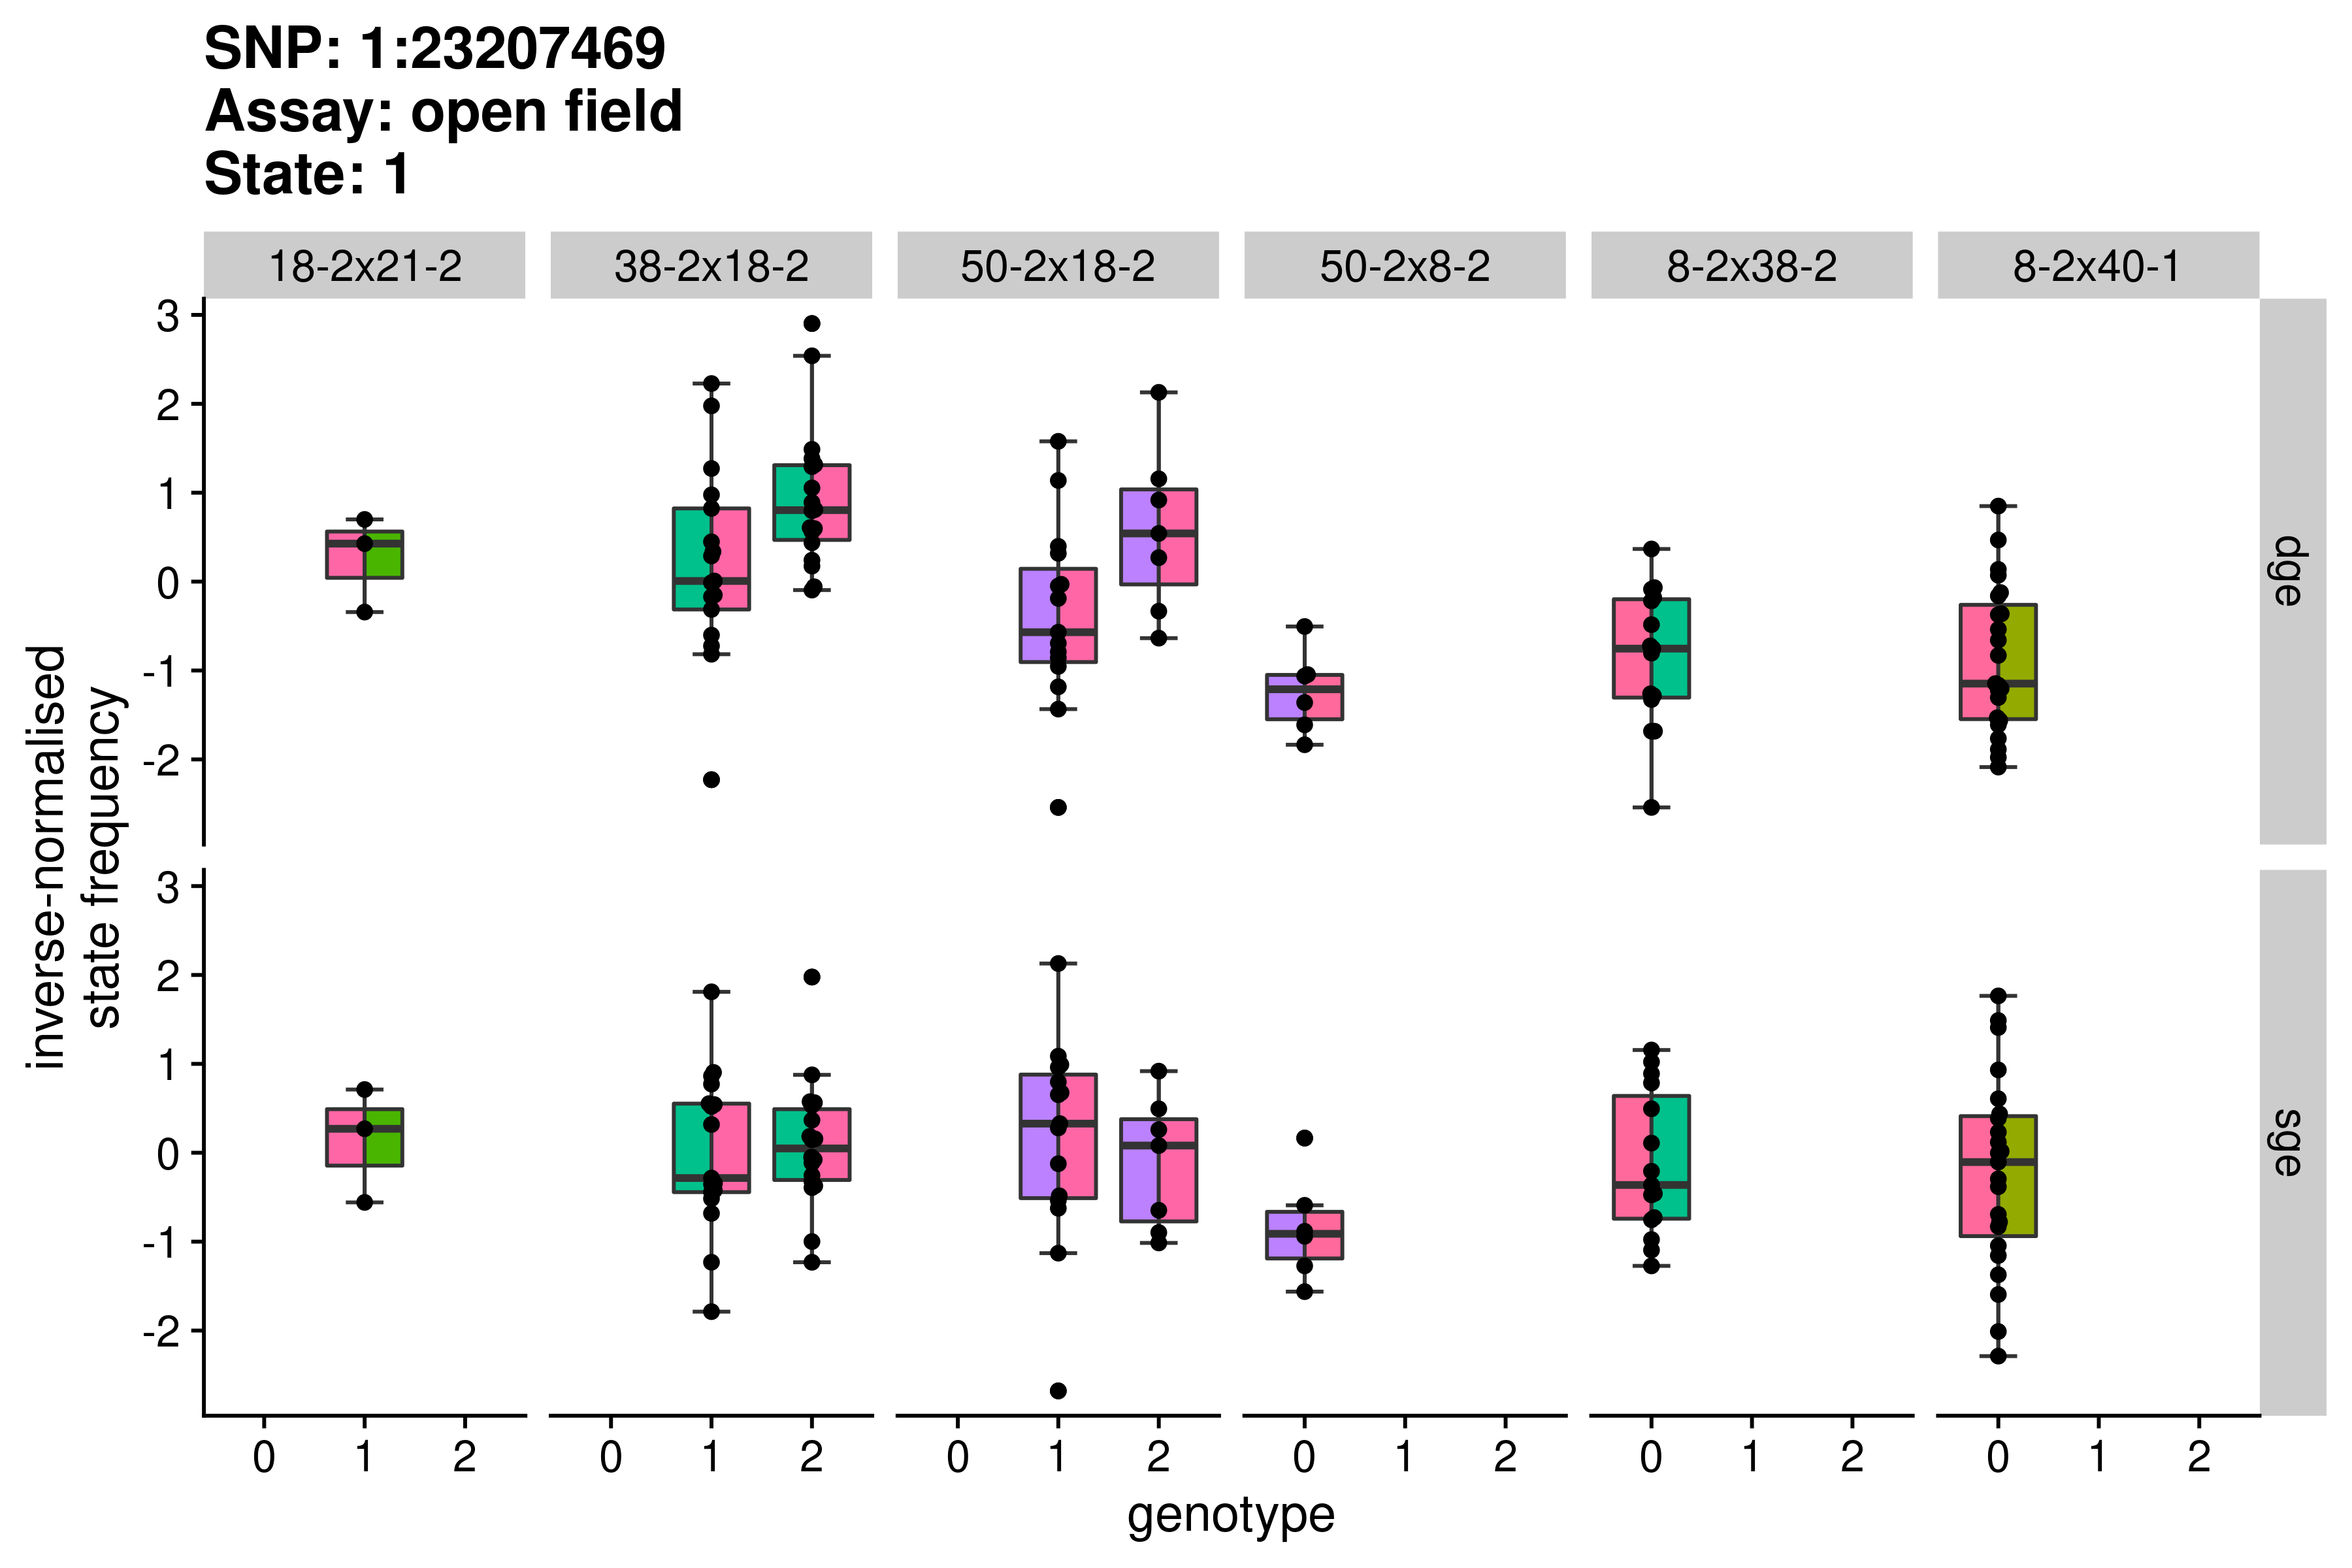 SNP: 1:23207469
Assay: open field
State: 1
18-2x21-2 38-2x18-2 50-2x18-2 50-2x8-2 8-2x38-2 8-2x40-1
3
2
1
0
-1
-2
dge
inverse-normalised
state frequency
3
2
1
0
-1
-2
sge
0 1 2 0 1 2 0 1 2 0 1 2 0 1 2 0 1 2
genotype